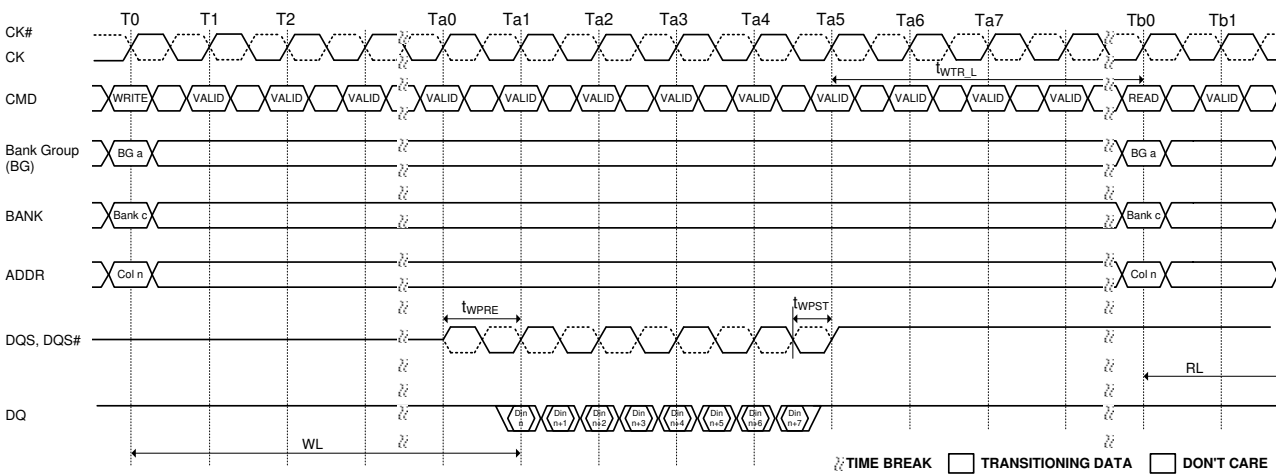 T0 T1 T2 Ta0 Ta1 Ta2 Ta3 Ta4 Ta5 Ta6 Ta7 Tb0 Tb1
CK#
CK
tWTR_L
CMD WRITE VALID VALID VALID VALID VALID VALID VALID VALID VALID VALID VALID VALID READ VALID
Bank Group BG a BG a
(BG)
BANK Bank c Bank c
ADDR Col n Col n
tWPRE tWPST
DQS, DQS#
RL
DQ Din n Din n+1 Din n+2 Din n+3 Din n+4 Din n+5 Din n+6 Din n+7
WL
TIME BREAK TRANSITIONING DATA DON'T CARE